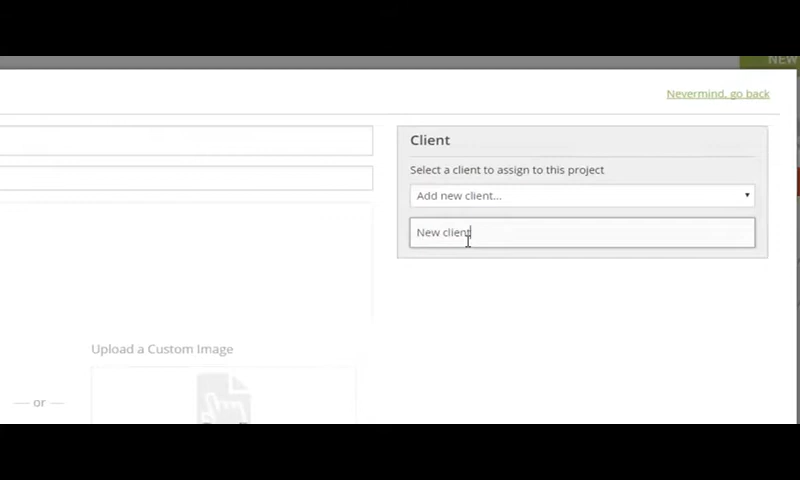 NEW
Nevermind, go back
Client
Select a client to assign to this project
Add new client...
New client
Upload a Custom Image
or